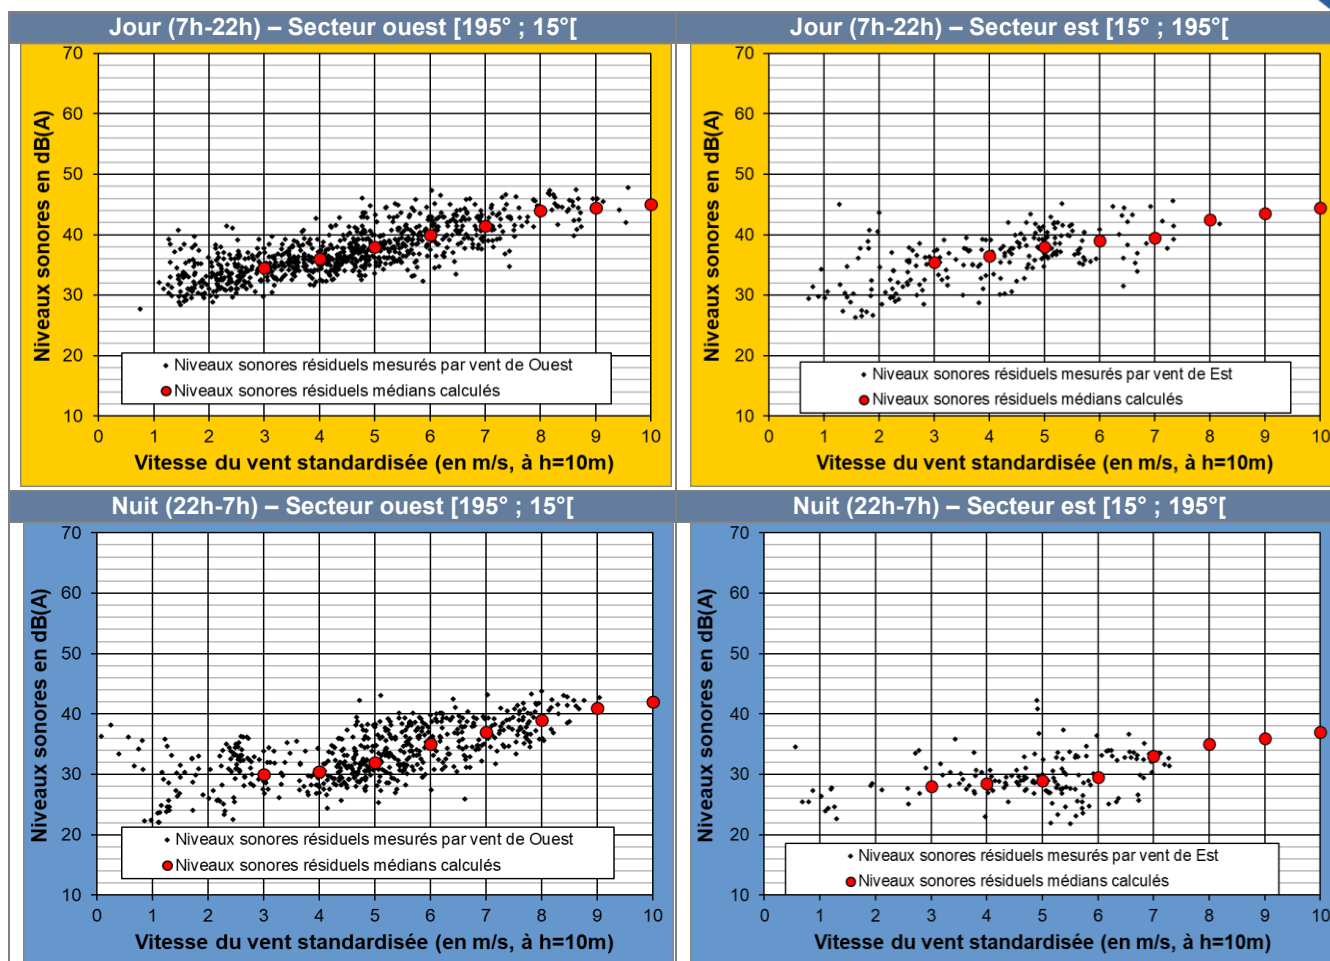 Jour (7h-22h) – Secteur ouest [195° ; 15°[
Niveaux sonores en dB(A)
70
60
50
40
30
20
10
Niveaux sonores résiduels mesurés par vent de Ouest
Niveaux sonores résiduels médians calculés
0 1 2 3 4 5 6 7 8 9 10
Vitesse du vent standardisée (en m/s, à h=10m)
Jour (7h-22h) – Secteur est [15° ; 195°[
Niveaux sonores en dB(A)
70
60
50
40
30
20
10
Niveaux sonores résiduels mesurés par vent de Est
Niveaux sonores résiduels médians calculés
0 1 2 3 4 5 6 7 8 9 10
Vitesse du vent standardisée (en m/s, à h=10m)
Nuit (22h-7h) – Secteur ouest [195° ; 15°[
Niveaux sonores en dB(A)
70
60
50
40
30
20
10
Niveaux sonores résiduels mesurés par vent de Ouest
Niveaux sonores résiduels médians calculés
0 1 2 3 4 5 6 7 8 9 10
Vitesse du vent standardisée (en m/s, à h=10m)
Nuit (22h-7h) – Secteur est [15° ; 195°[
Niveaux sonores en dB(A)
70
60
50
40
30
20
10
Niveaux sonores résiduels mesurés par vent de Est
Niveaux sonores résiduels médians calculés
0 1 2 3 4 5 6 7 8 9 10
Vitesse du vent standardisée (en m/s, à h=10m)